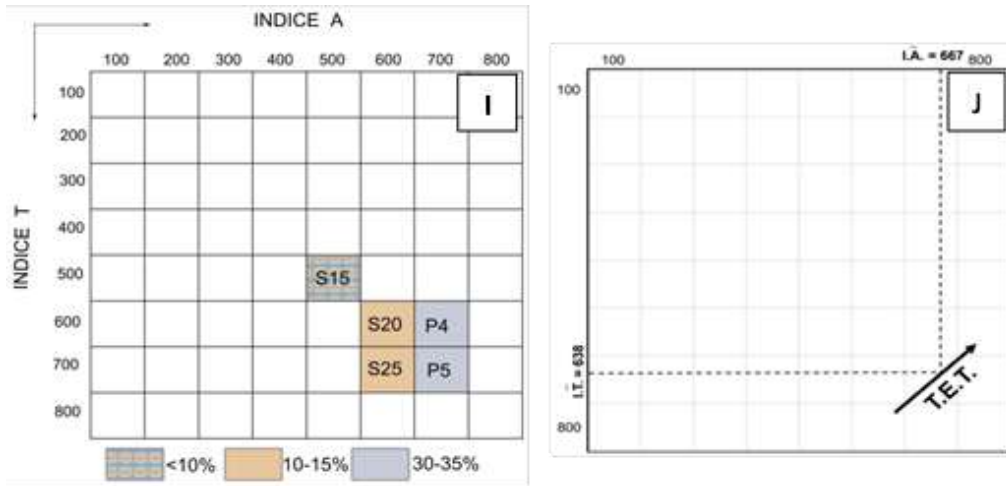 INDICE A
100 200 300 400 500 600 700 800
INDICE T
100
200
300
400
500
600
700
800
I
S15
S20 P4
S25 P5
<10% 10-15% 30-35%
I.A. = 667
100 800
100
J
I.T. = 638
800
T.E.T.